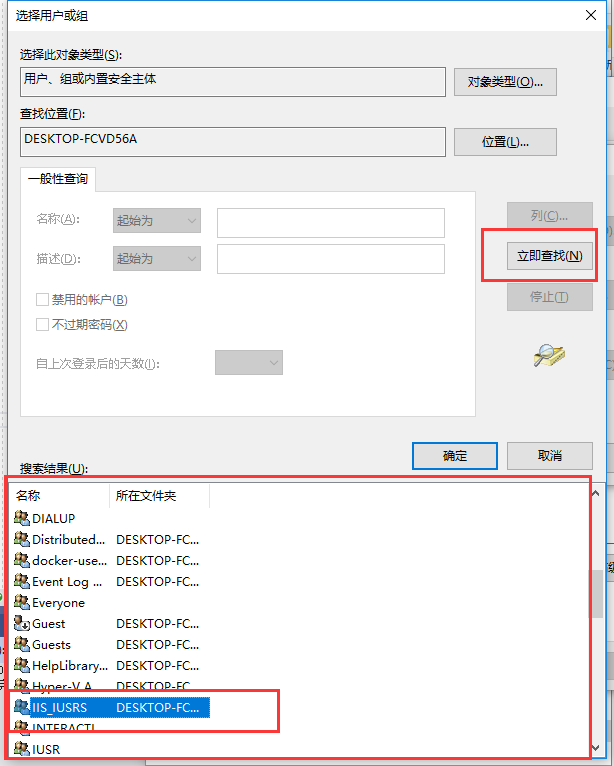 选择用户或组
选择此对象类型(S):
用户、组或内置安全主体
对象类型(O)...
查找位置(F):
DESKTOP-FCVD56A
位置(L)...
一般性查询
名称(A):
起始为
列(C)...
描述(D):
起始为
立即查找(N)
禁用的帐户(B)
停止(T)
不过期密码(X)
自上次登录后的天数(I):
确定
取消
搜索结果(U):
名称 所在文件夹
DIALUP
Distributed... DESKTOP-FC...
docker-use... DESKTOP-FC...
Event Log ... DESKTOP-FC...
Everyone
Guest DESKTOP-FC...
Guests DESKTOP-FC...
HelpLibrary... DESKTOP-FC...
Hyper-V A DESKTOP-FC
IIS_IUSRS DESKTOP-FC...
INTERACTI
IUSR